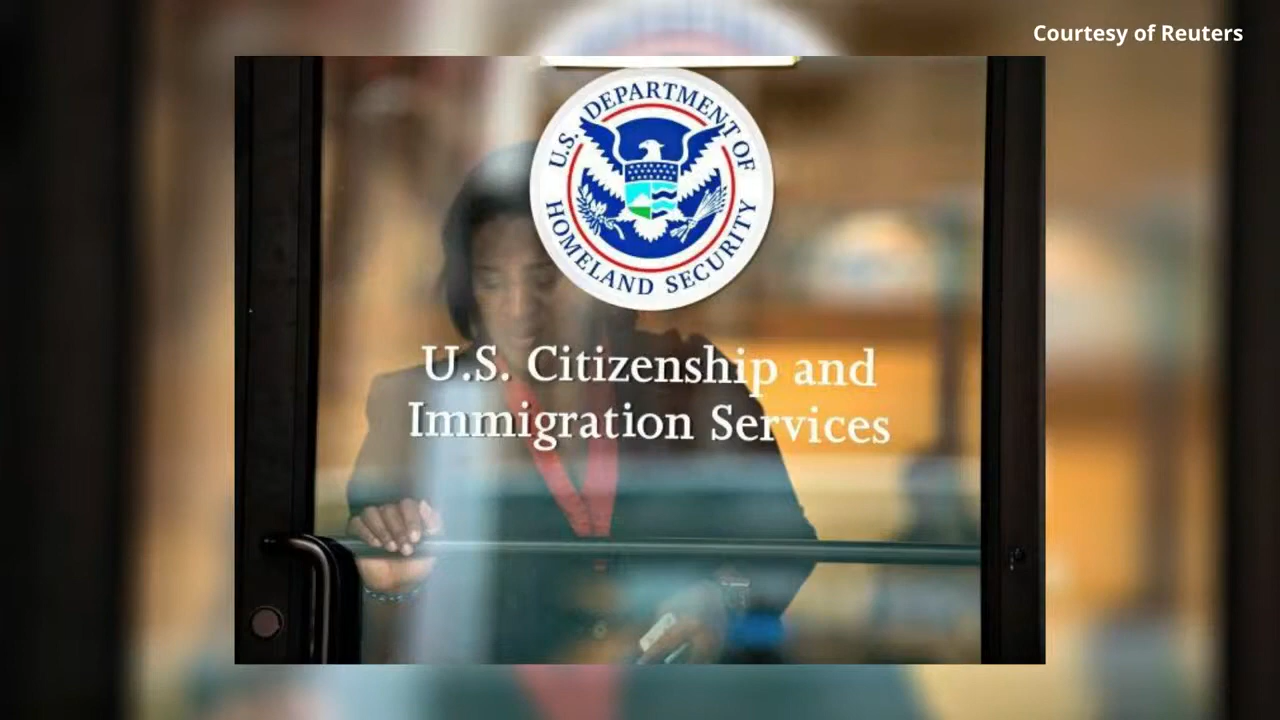 Courtesy of Reuters
U.S. DEPARTMENT OF
HOMELAND SECURITY
U.S. Citizenship and
Immigration Services